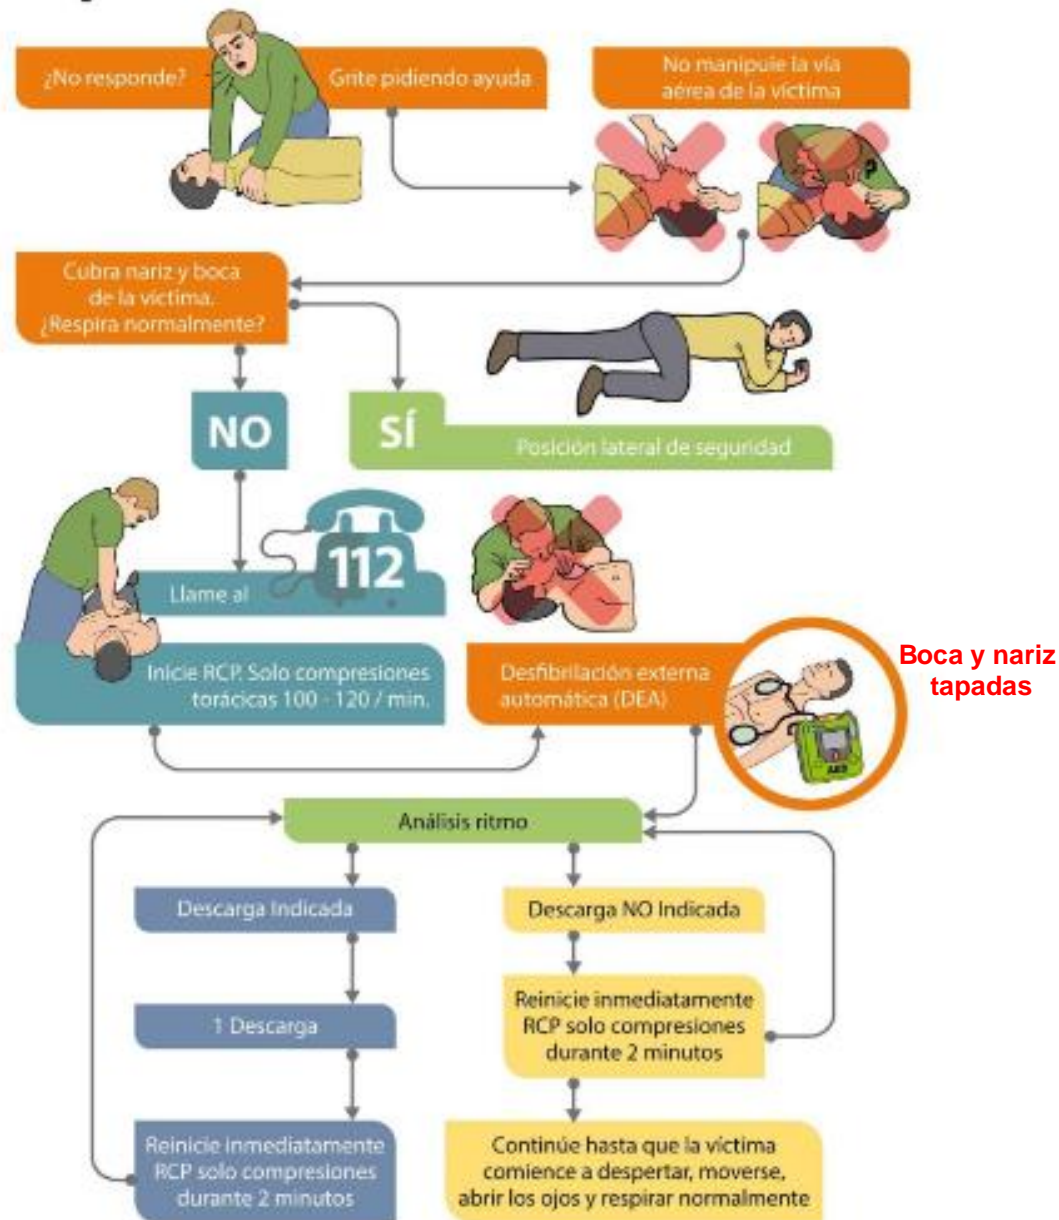 ¿No responde?
Grite pidiendo ayuda
No manipule la vía
aérea de la víctima
Cubra nariz y boca
de la víctima.
¿Respira normalmente?
NO
SÍ
Posición lateral de seguridad
112
Llame al
Inicie RCP. Solo compresiones
torácicas 100 - 120 / min.
Desfibrilación externa
automática (DEA)
Boca y nariz
tapadas
AED
Análisis ritmo
Descarga Indicada
Descarga NO Indicada
1 Descarga
Reinicie inmediatamente
RCP solo compresiones
durante 2 minutos
Reinicie inmediatamente
RCP solo compresiones
durante 2 minutos
Continúe hasta que la víctima
comience a despertar, moverse,
abrir los ojos y respirar normalmente